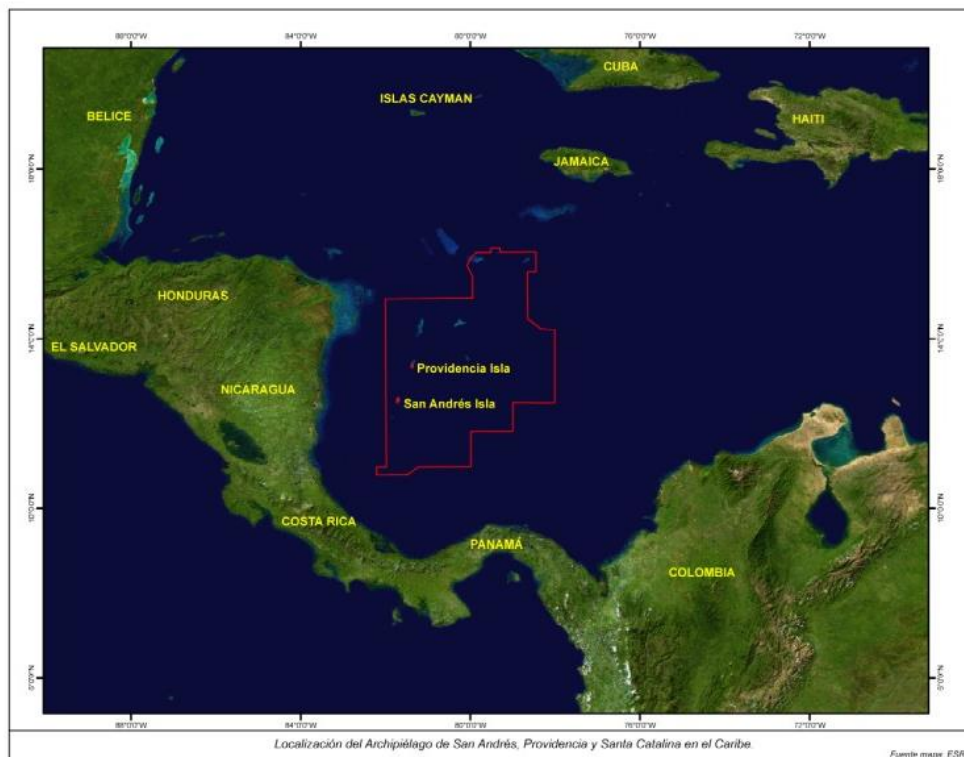 88°0'0"W 84°0'0"W 80°0'0"W 76°0'0"W 72°0'0"W
CUBA
ISLAS CAYMAN
BELICE
HAITI
JAMAICA
HONDURAS
EL SALVADOR
Providencia Isla
NICARAGUA
San Andrés Isla
COSTA RICA
PANAMÁ
COLOMBIA
88°0'0"W 84°0'0"W 80°0'0"W 76°0'0"W 72°0'0"W
Localización del Archipiélago de San Andrés, Providencia y Santa Catalina en el Caribe.
Fuente mapa: ESR